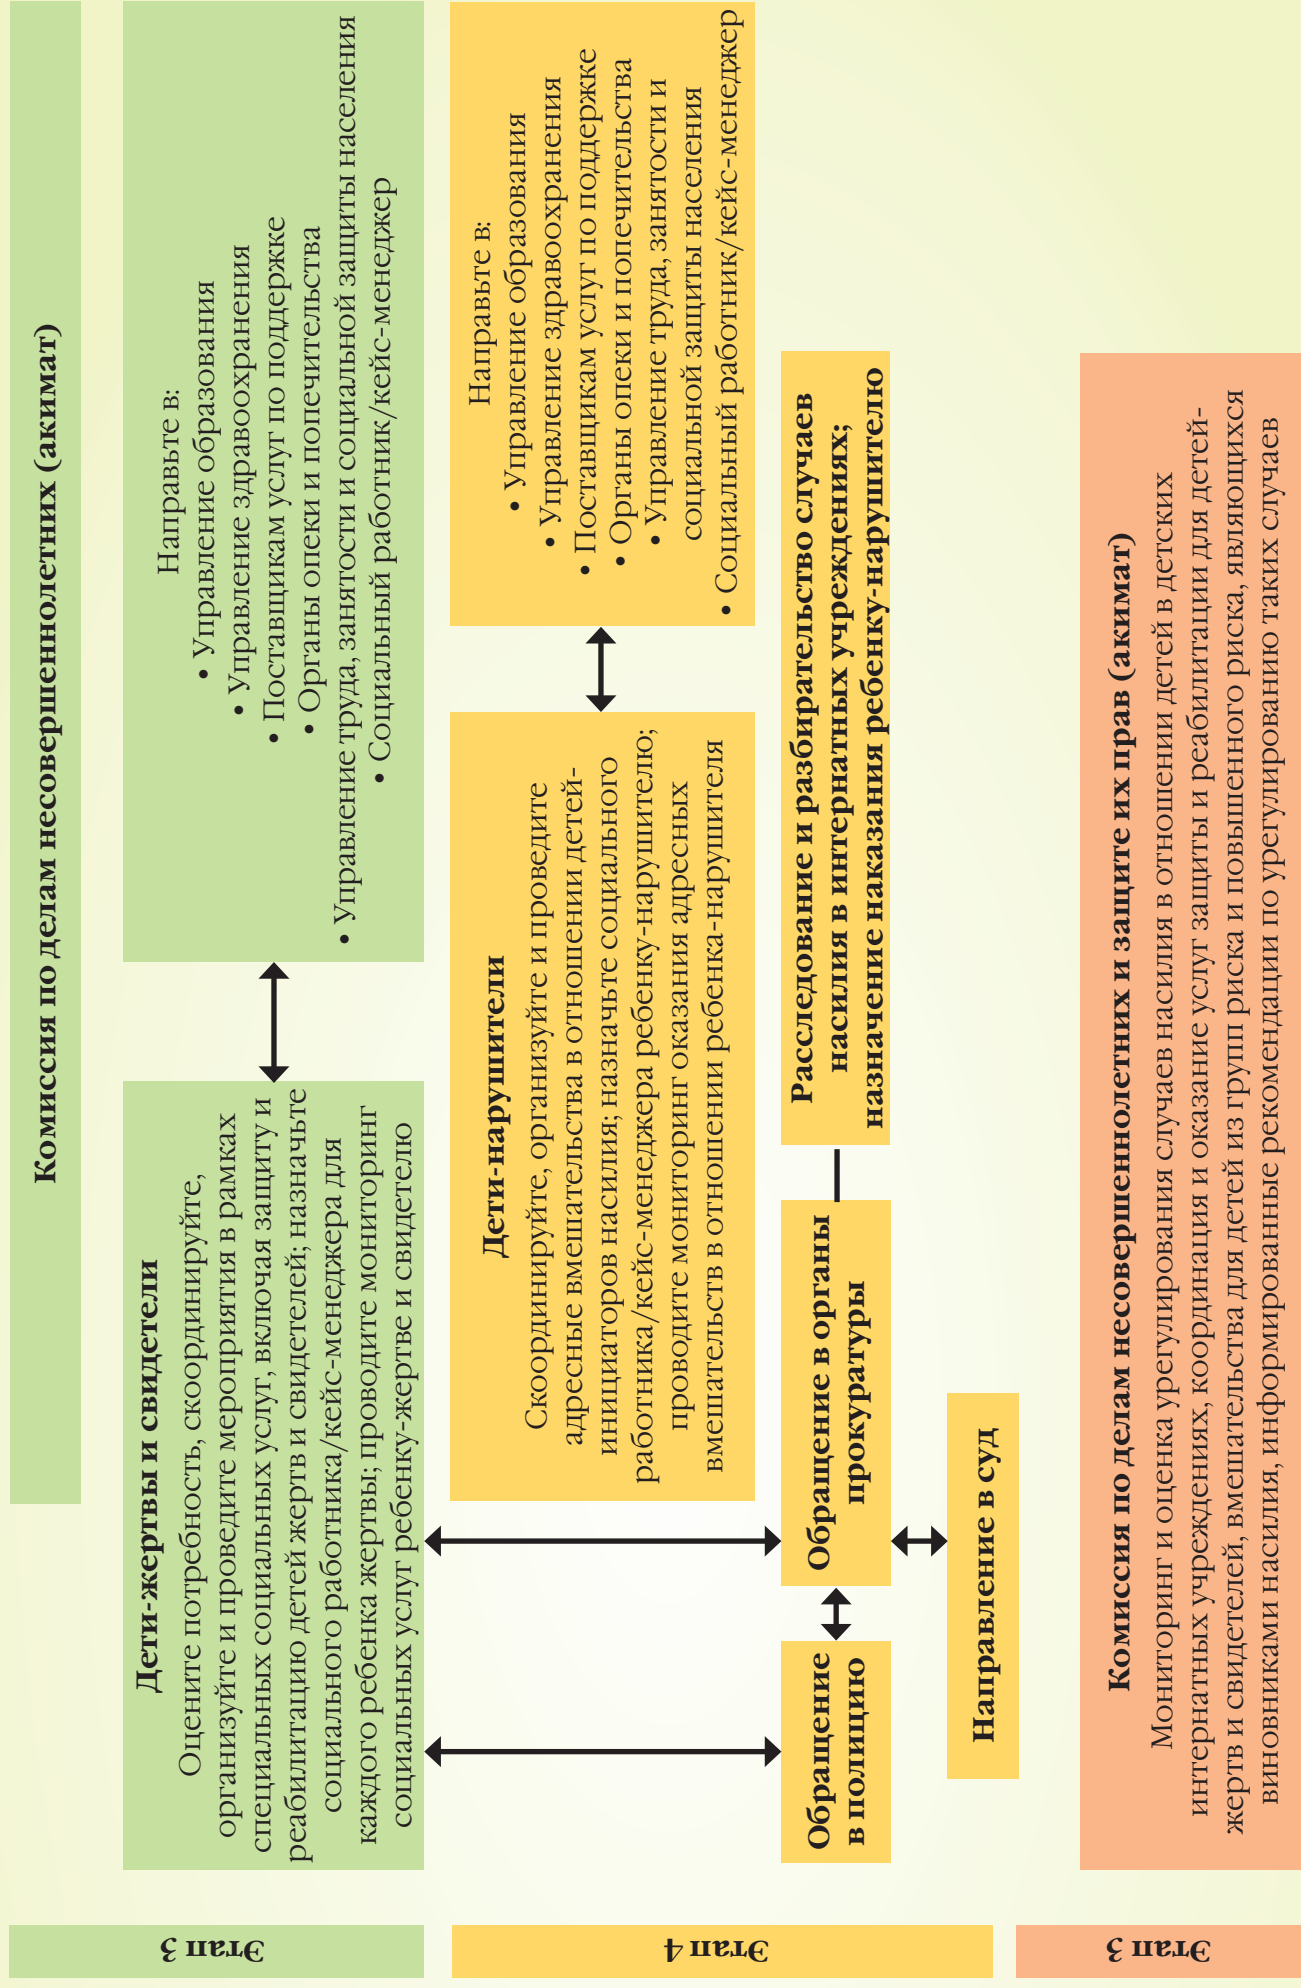 Этап 3
Комиссия по делам несовершеннолетних (акимат)
Дети-жертвы и свидетели
Оцените потребность, скоординируйте,
организуйте и проведите мероприятия в рамках
специальных социальных услуг, включая защиту и
реабилитацию детей жертв и свидетелей; назначьте
социального работника/кейс-менеджера для
каждого ребенка жертвы; проводите мониторинг
социальных услуг ребенку-жертве и свидетелю
Направьте в:
• Управление образования
• Управление здравоохранения
• Поставщикам услуг по поддержке
• Органы опеки и попечительства
• Управление труда, занятости и социальной защиты населения
• Социальный работник/кейс-менеджер
Этап 4
Дети-нарушители
Скоординируйте, организуйте и проведите
адресные вмешательства в отношении детей-
инициаторов насилия; назначьте социального
работника/кейс-менеджера ребенку-нарушителю;
проводите мониторинг оказания адресных
вмешательств в отношении ребенка-нарушителя
Направьте в:
• Управление образования
• Управление здравоохранения
• Поставщикам услуг по поддержке
• Органы опеки и попечительства
• Управление труда, занятости и
социальной защиты населения
• Социальный работник/кейс-менеджер
Обращение
в полицию
Обращение в органы
прокуратуры
Расследование и разбирательство случаев
насилия в интернатных учреждениях;
назначение наказания ребенку-нарушителю
Направление в суд
Этап 3
Комиссия по делам несовершеннолетних и защите их прав (акимат)
Мониторинг и оценка урегулирования случаев насилия в отношении детей в детских
интернатных учреждениях, координация и оказание услуг защиты и реабилитации для детей-
жертв и свидетелей, вмешательства для детей из групп риска и повышенного риска, являющихся
виновниками насилия, информированные рекомендации по урегулированию таких случаев